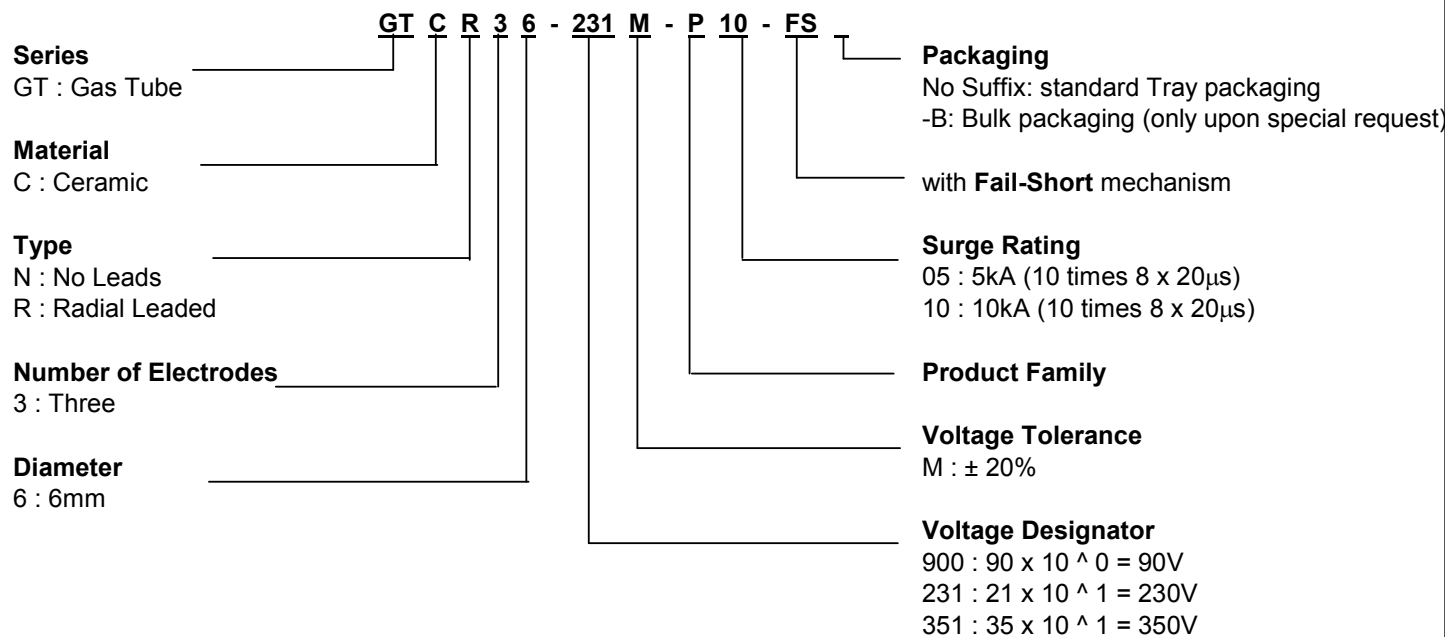 GT C R 3 6 - 231 M - P 10 - FS _
Series
GT : Gas Tube
Material
C : Ceramic
Type
N : No Leads
R : Radial Leaded
Number of Electrodes
3 : Three
Diameter
6 : 6mm
Packaging
No Suffix: standard Tray packaging
-B: Bulk packaging (only upon special request)
with Fail-Short mechanism
Surge Rating
05 : 5kA (10 times 8 x 20μs)
10 : 10kA (10 times 8 x 20μs)
Product Family
Voltage Tolerance
M : ± 20%
Voltage Designator
900 : 90 x 10 ^ 0 = 90V
231 : 21 x 10 ^ 1 = 230V
351 : 35 x 10 ^ 1 = 350V